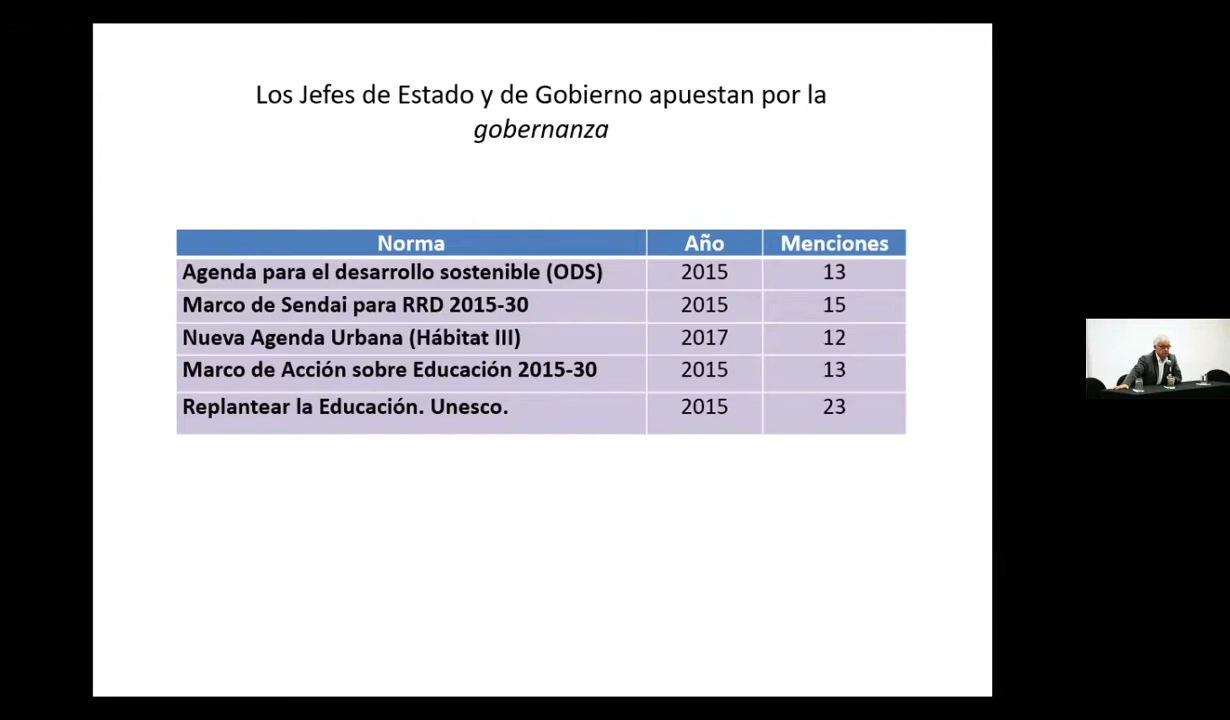 Los Jefes de Estado y de Gobierno apuestan por la
gobernanza
Norma Año Menciones
Agenda para el desarrollo sostenible (ODS) 2015 13
Marco de Sendai para RRD 2015-30 2015 15
Nueva Agenda Urbana (Hábitat III) 2017 12
Marco de Acción sobre Educación 2015-30 2015 13
Replantear la Educación. Unesco. 2015 23